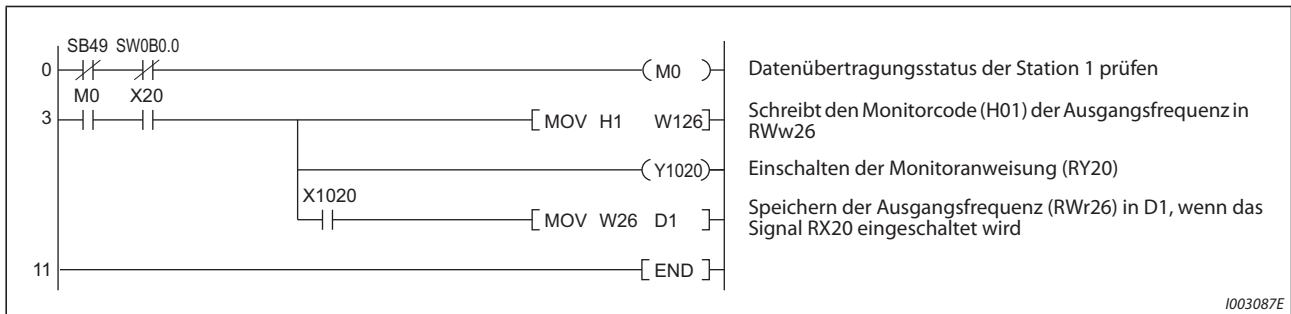 SB49 SW0B0.0
0 M0 Datenübertragungsstatus der Station 1 prüfen
M0 X20
3 MOV H1 W126 Schreibt den Monitorcode (H01) der Ausgangsfrequenz in
RWw26
Y1020 Einschalten der Monitoranweisung (RY20)
X1020
MOV W26 D1 Speichern der Ausgangsfrequenz (RWr26) in D1, wenn das
Signal RX20 eingeschaltet wird
11 END
I003087E